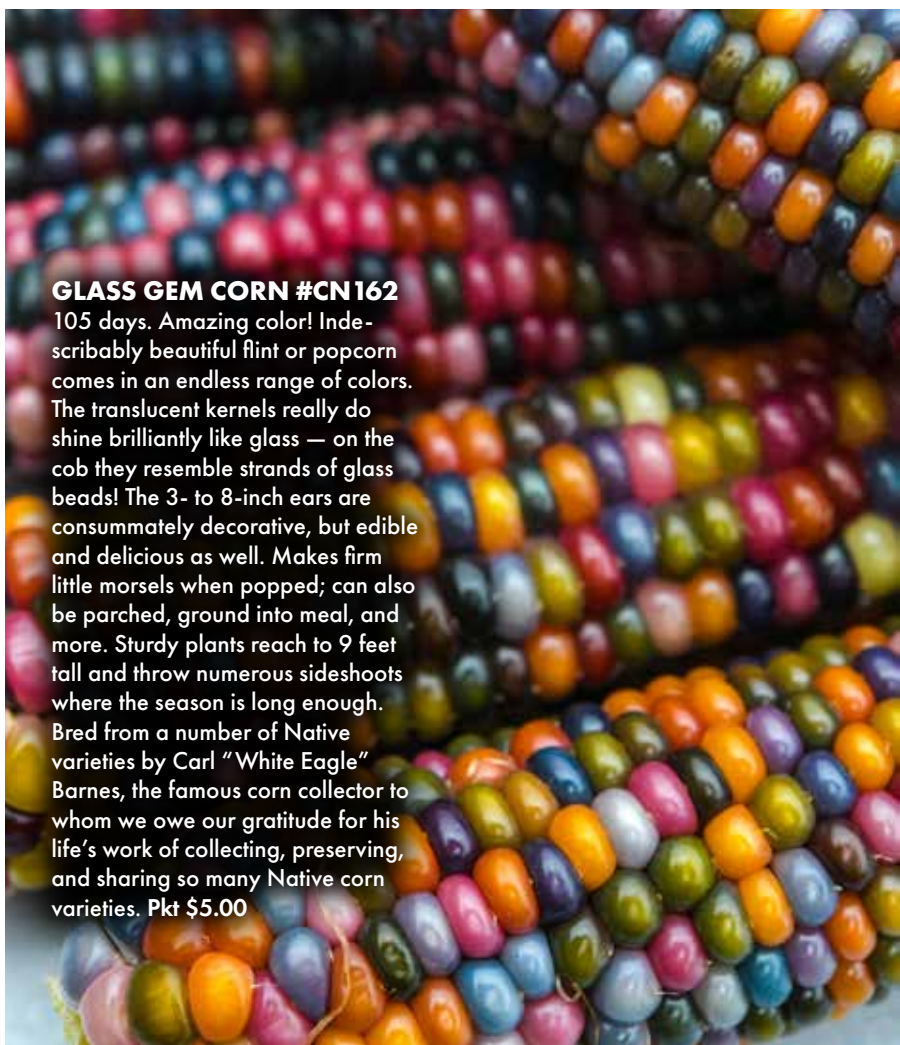 GLASS GEM CORN #CN162
105 days. Amazing color! Inde-
scribably beautiful flint or popcorn
comes in an endless range of colors.
The translucent kernels really do
shine brilliantly like glass — on the
cob they resemble strands of glass
beads! The 3- to 8-inch ears are
consummately decorative, but edible
and delicious as well. Makes firm
little morsels when popped; can also
be parched, ground into meal, and
more. Sturdy plants reach to 9 feet
tall and throw numerous sideshoots
where the season is long enough.
Bred from a number of Native
varieties by Carl “White Eagle”
Barnes, the famous corn collector to
whom we owe our gratitude for his
life’s work of collecting, preserving,
and sharing so many Native corn
varieties. Pkt $5.00